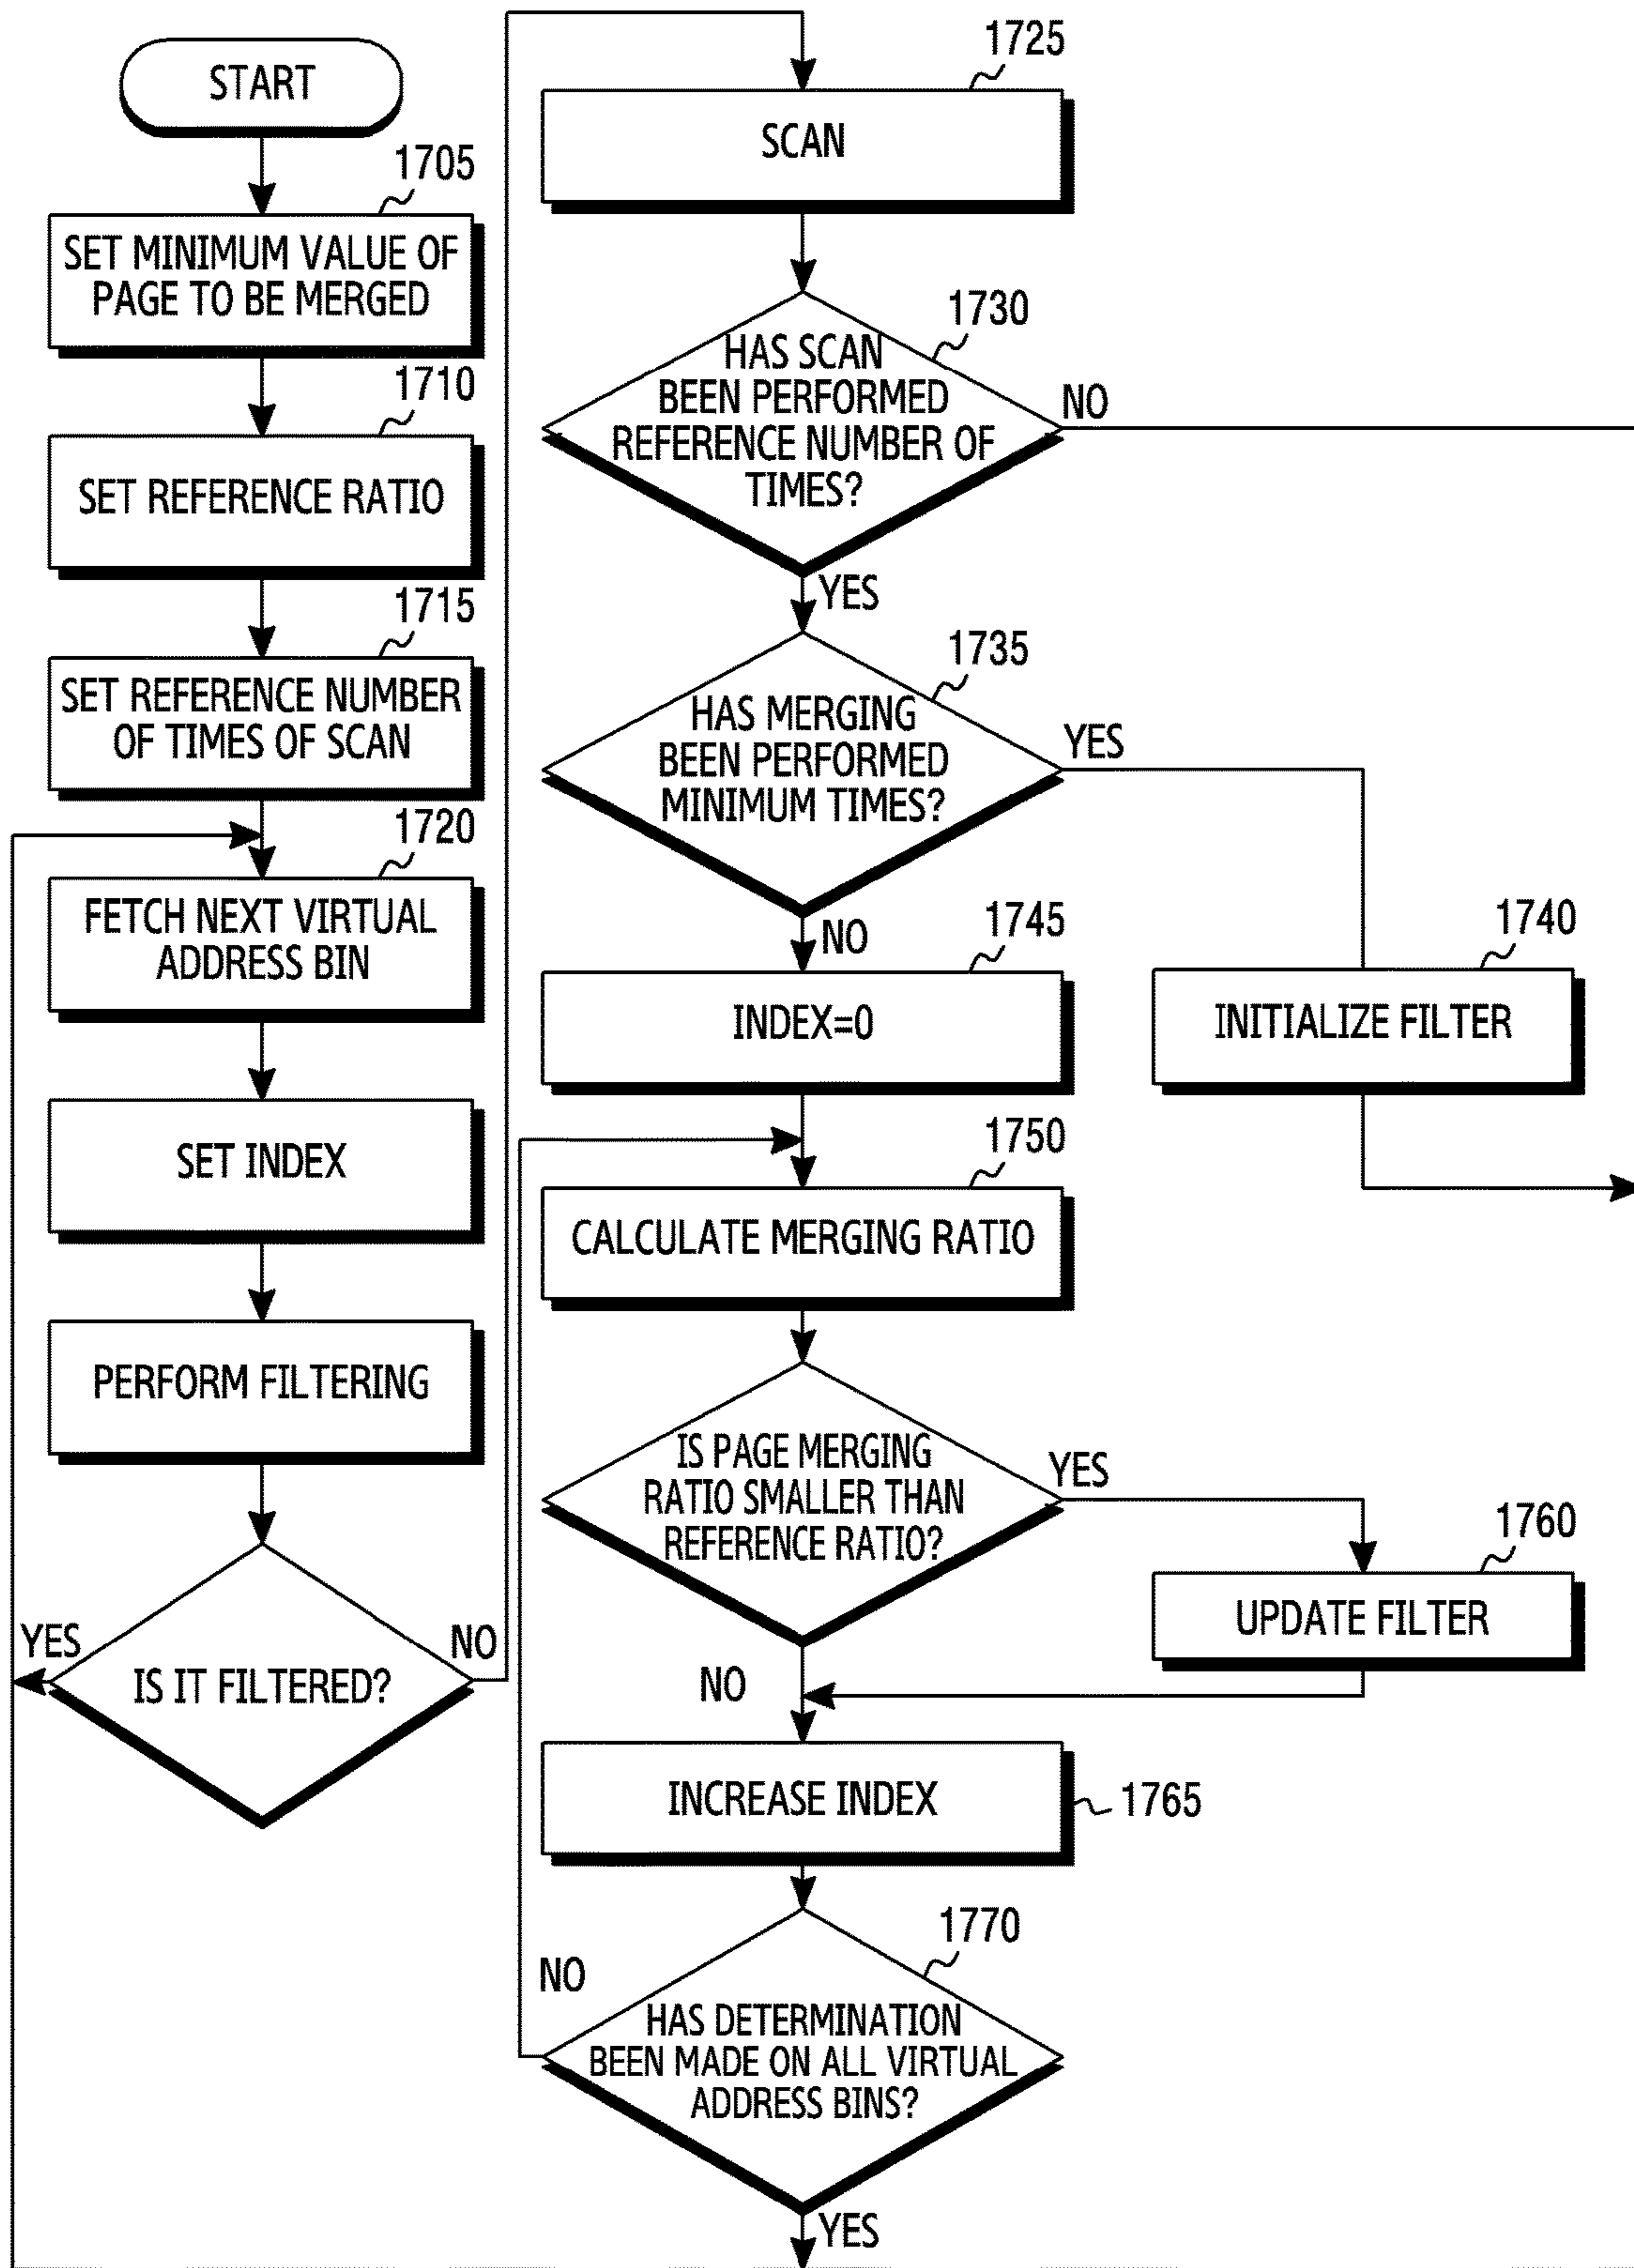 START
1705
SET MINIMUM VALUE OF
PAGE TO BE MERGED
1710
SET REFERENCE RATIO
1715
SET REFERENCE NUMBER
OF TIMES OF SCAN
1720
FETCH NEXT VIRTUAL
ADDRESS BIN
SET INDEX
PERFORM FILTERING
YES
NO
IS IT FILTERED?
1725
SCAN
1730
HAS SCAN
BEEN PERFORMED
REFERENCE NUMBER OF
TIMES?
NO
YES
1735
HAS MERGING
BEEN PERFORMED
MINIMUM TIMES?
YES
NO
1740
INITIALIZE FILTER
1745
INDEX=0
1750
CALCULATE MERGING RATIO
IS PAGE MERGING
RATIO SMALLER THAN
REFERENCE RATIO?
YES
1760
UPDATE FILTER
NO
INCREASE INDEX
1765
1770
NO
HAS DETERMINATION
BEEN MADE ON ALL VIRTUAL
ADDRESS BINS?
YES